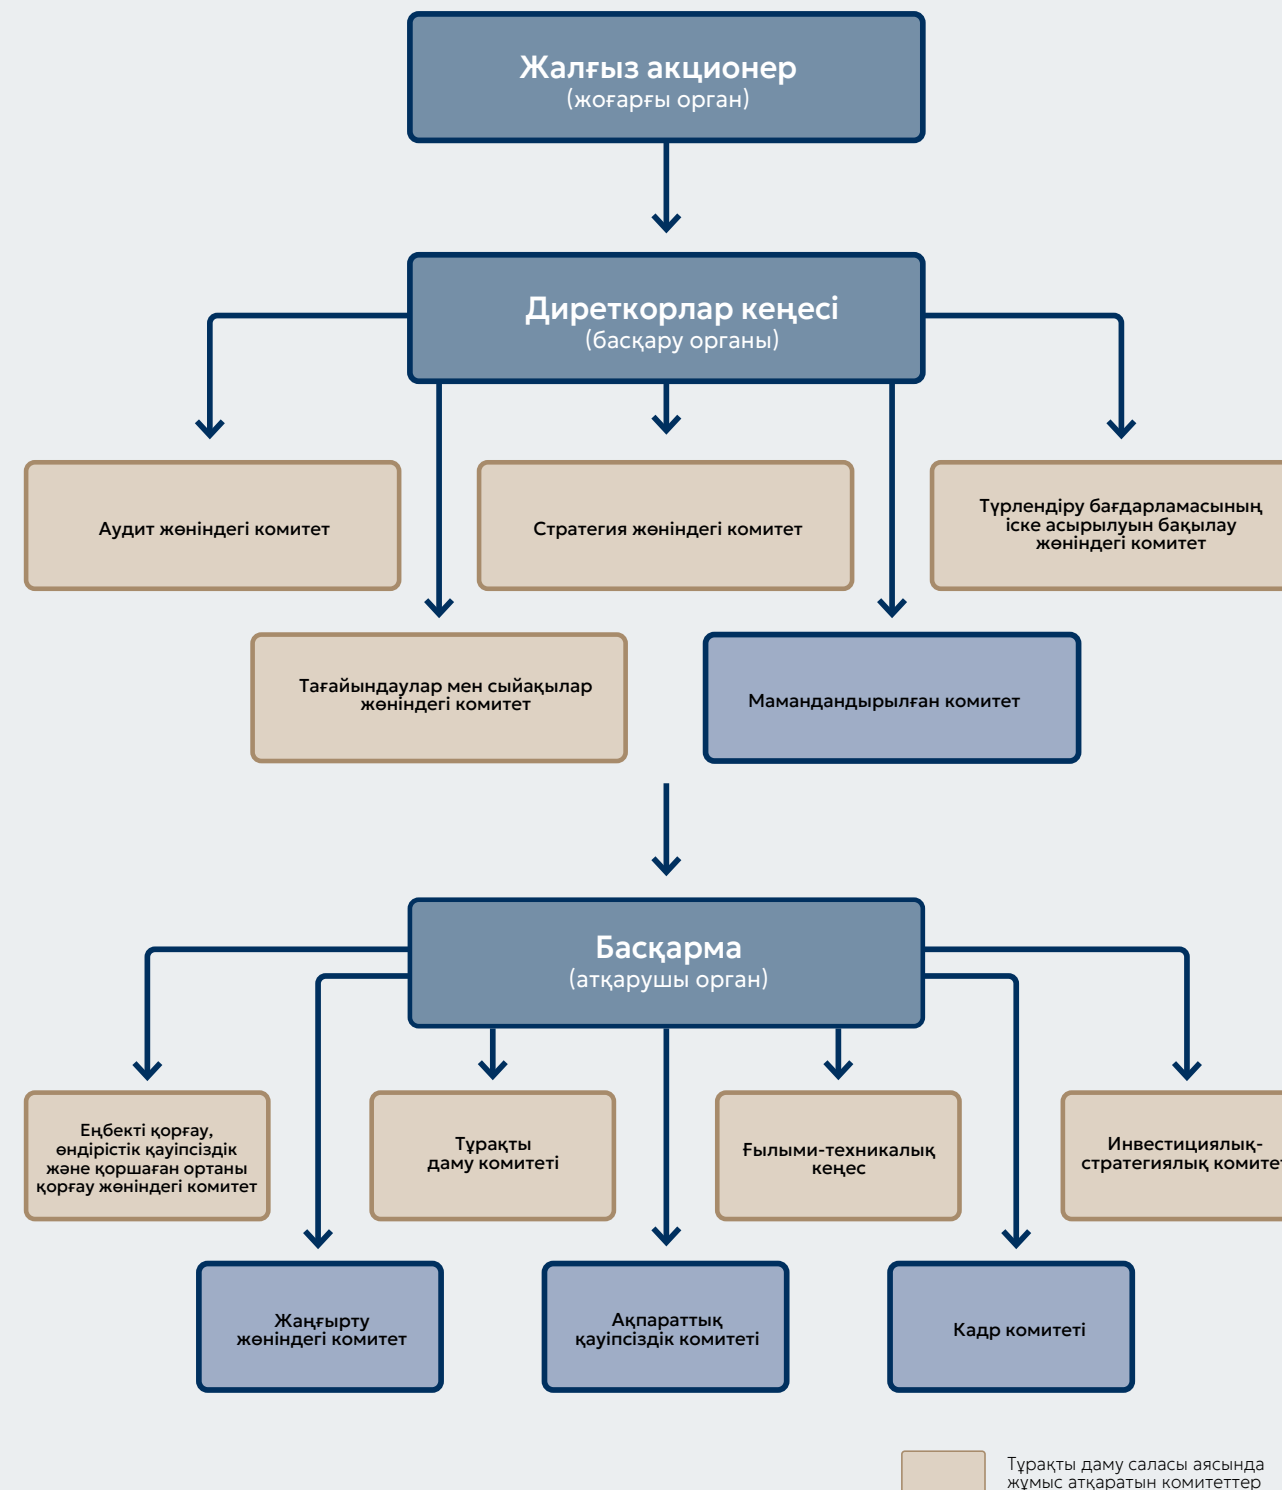 Жалғыз акционер
(жоғарғы орган)
Диреткорлар кеңесі
(басқару органы)
Аудит жөніндегі комитет
Стратегия жөніндегі комитет
Түрлендіру бағдарламасының
іске асырылуын бақылау
жөніндегі комитет
Тағайындаулар мен сыйақылар
жөніндегі комитет
Мамандандырылған комитет
Басқарма
(атқарушы орган)
Еңбекті қорғау,
өндірістік қауіпсіздік
және қоршаған ортаны
қорғау жөніндегі комитет
Тұрақты
даму комитеті
Ғылыми-техникалық
кеңес
Инвестициялық-
стратегиялық комитет
Жаңғырту
жөніндегі комитет
Ақпараттық
қауіпсіздік комитеті
Кадр комитеті
Тұрақты даму саласы аясында
жұмыс атқаратын комитеттер